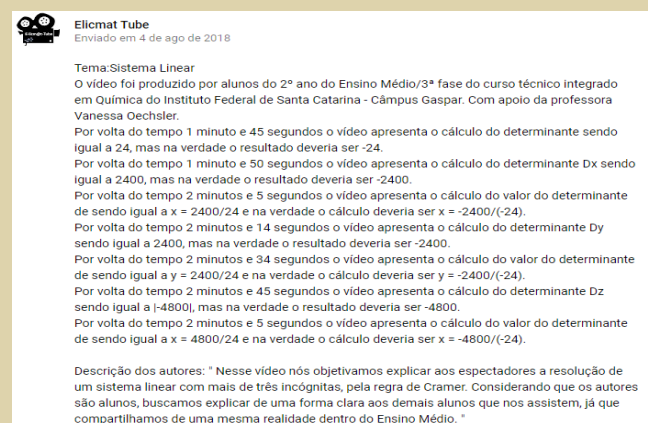 Elicmat Tube
Enviado em 4 de ago de 2018
Tema:Sistema Linear
O vídeo foi produzido por alunos do 2º ano do Ensino Médio/3ª fase do curso técnico integrado
em Química do Instituto Federal de Santa Catarina - Câmpus Gaspar. Com apoio da professora
Vanessa Oechsler.
Por volta do tempo 1 minuto e 45 segundos o vídeo apresenta o cálculo do determinante sendo
igual a 24, mas na verdade o resultado deveria ser -24.
Por volta do tempo 1 minuto e 50 segundos o vídeo apresenta o cálculo do determinante Dx sendo
igual a 2400, mas na verdade o resultado deveria ser -2400.
Por volta do tempo 2 minutos e 5 segundos o vídeo apresenta o cálculo do valor do determinante
de sendo igual a x = 2400/24 e na verdade o cálculo deveria ser x = -2400/(-24).
Por volta do tempo 2 minutos e 14 segundos o vídeo apresenta o cálculo do determinante Dy
sendo igual a 2400, mas na verdade o resultado deveria ser -2400.
Por volta do tempo 2 minutos e 34 segundos o vídeo apresenta o cálculo do valor do determinante
de sendo igual a y = 2400/24 e na verdade o cálculo deveria ser y = -2400/(-24).
Por volta do tempo 2 minutos e 45 segundos o vídeo apresenta o cálculo do determinante Dz
sendo igual a |-4800|, mas na verdade o resultado deveria ser -4800.
Por volta do tempo 2 minutos e 5 segundos o vídeo apresenta o cálculo do valor do determinante
de sendo igual a x = 4800/24 e na verdade o cálculo deveria ser x = -4800/(-24).
Descrição dos autores: " Nesse vídeo nós objetivamos explicar aos espectadores a resolução de
um sistema linear com mais de três incógnitas, pela regra de Cramer. Considerando que os autores
são alunos, buscamos explicar de uma forma clara aos demais alunos que nos assistem, já que
compartilhamos de uma mesma realidade dentro do Ensino Médio. "